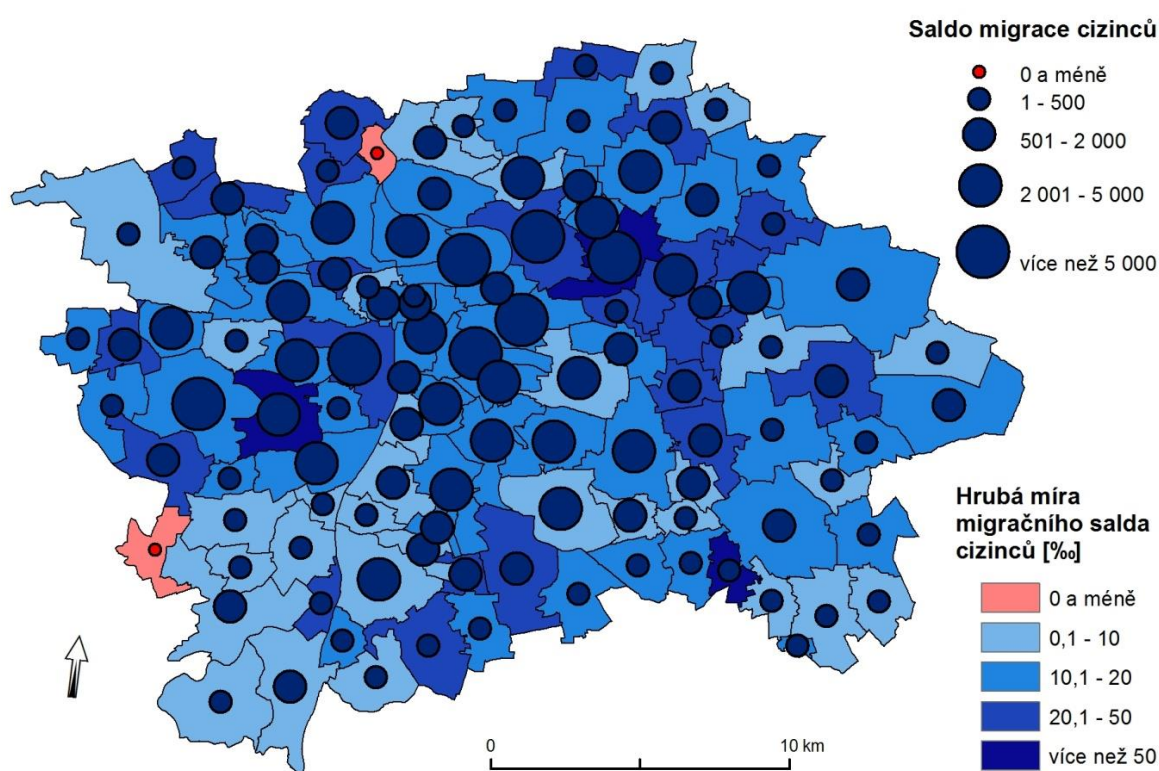 Saldo migrace cizinců
0 a méně
1 - 500
501 - 2 000
2 001 - 5 000
více než 5 000
Hrubá míra
migračního salda
cizinců [‰]
0 a méně
0,1 - 10
10,1 - 20
20,1 - 50
více než 50
0
10 km